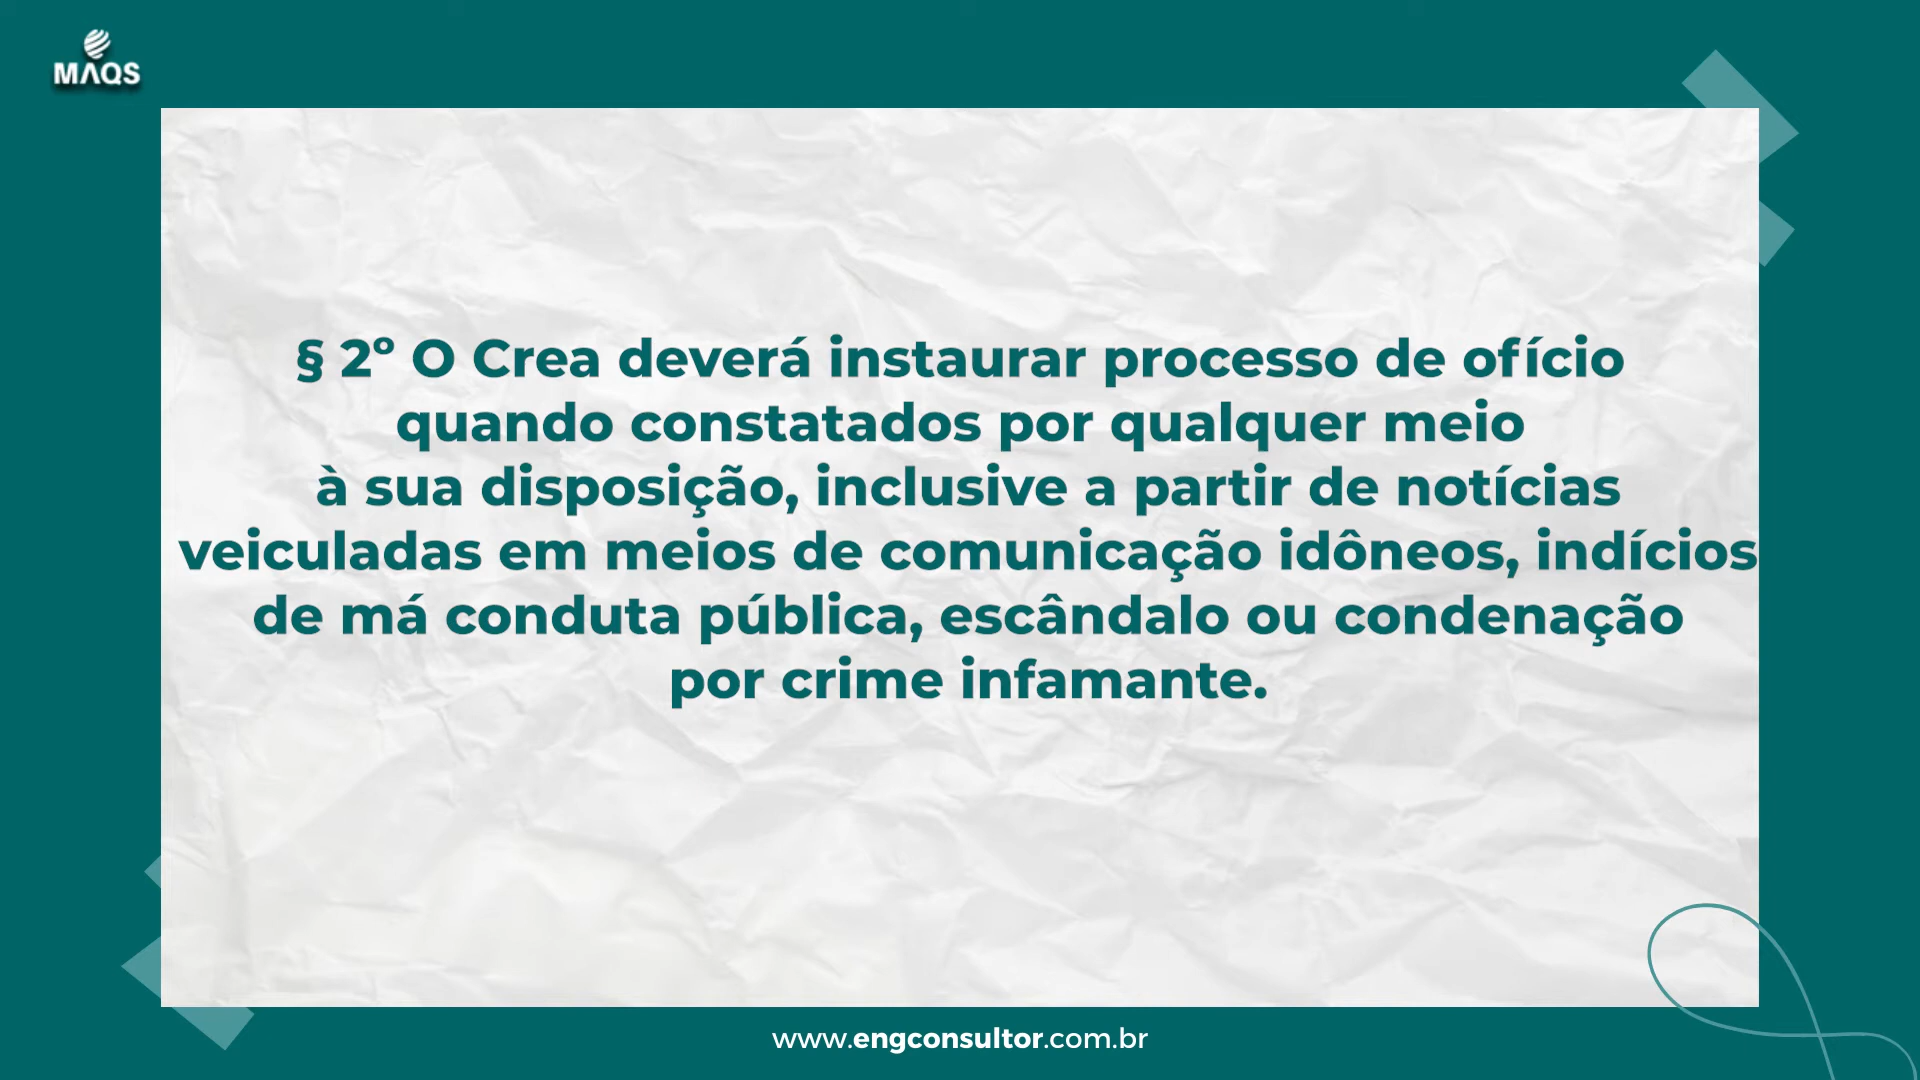 MAQS
§ 2º O Crea deverá instaurar processo de ofício
quando constatados por qualquer meio
à sua disposição, inclusive a partir de notícias
veiculadas em meios de comunicação idôneos, indícios
de má conduta pública, escândalo ou condenação
por crime infamante.
www.engconsultor.com.br